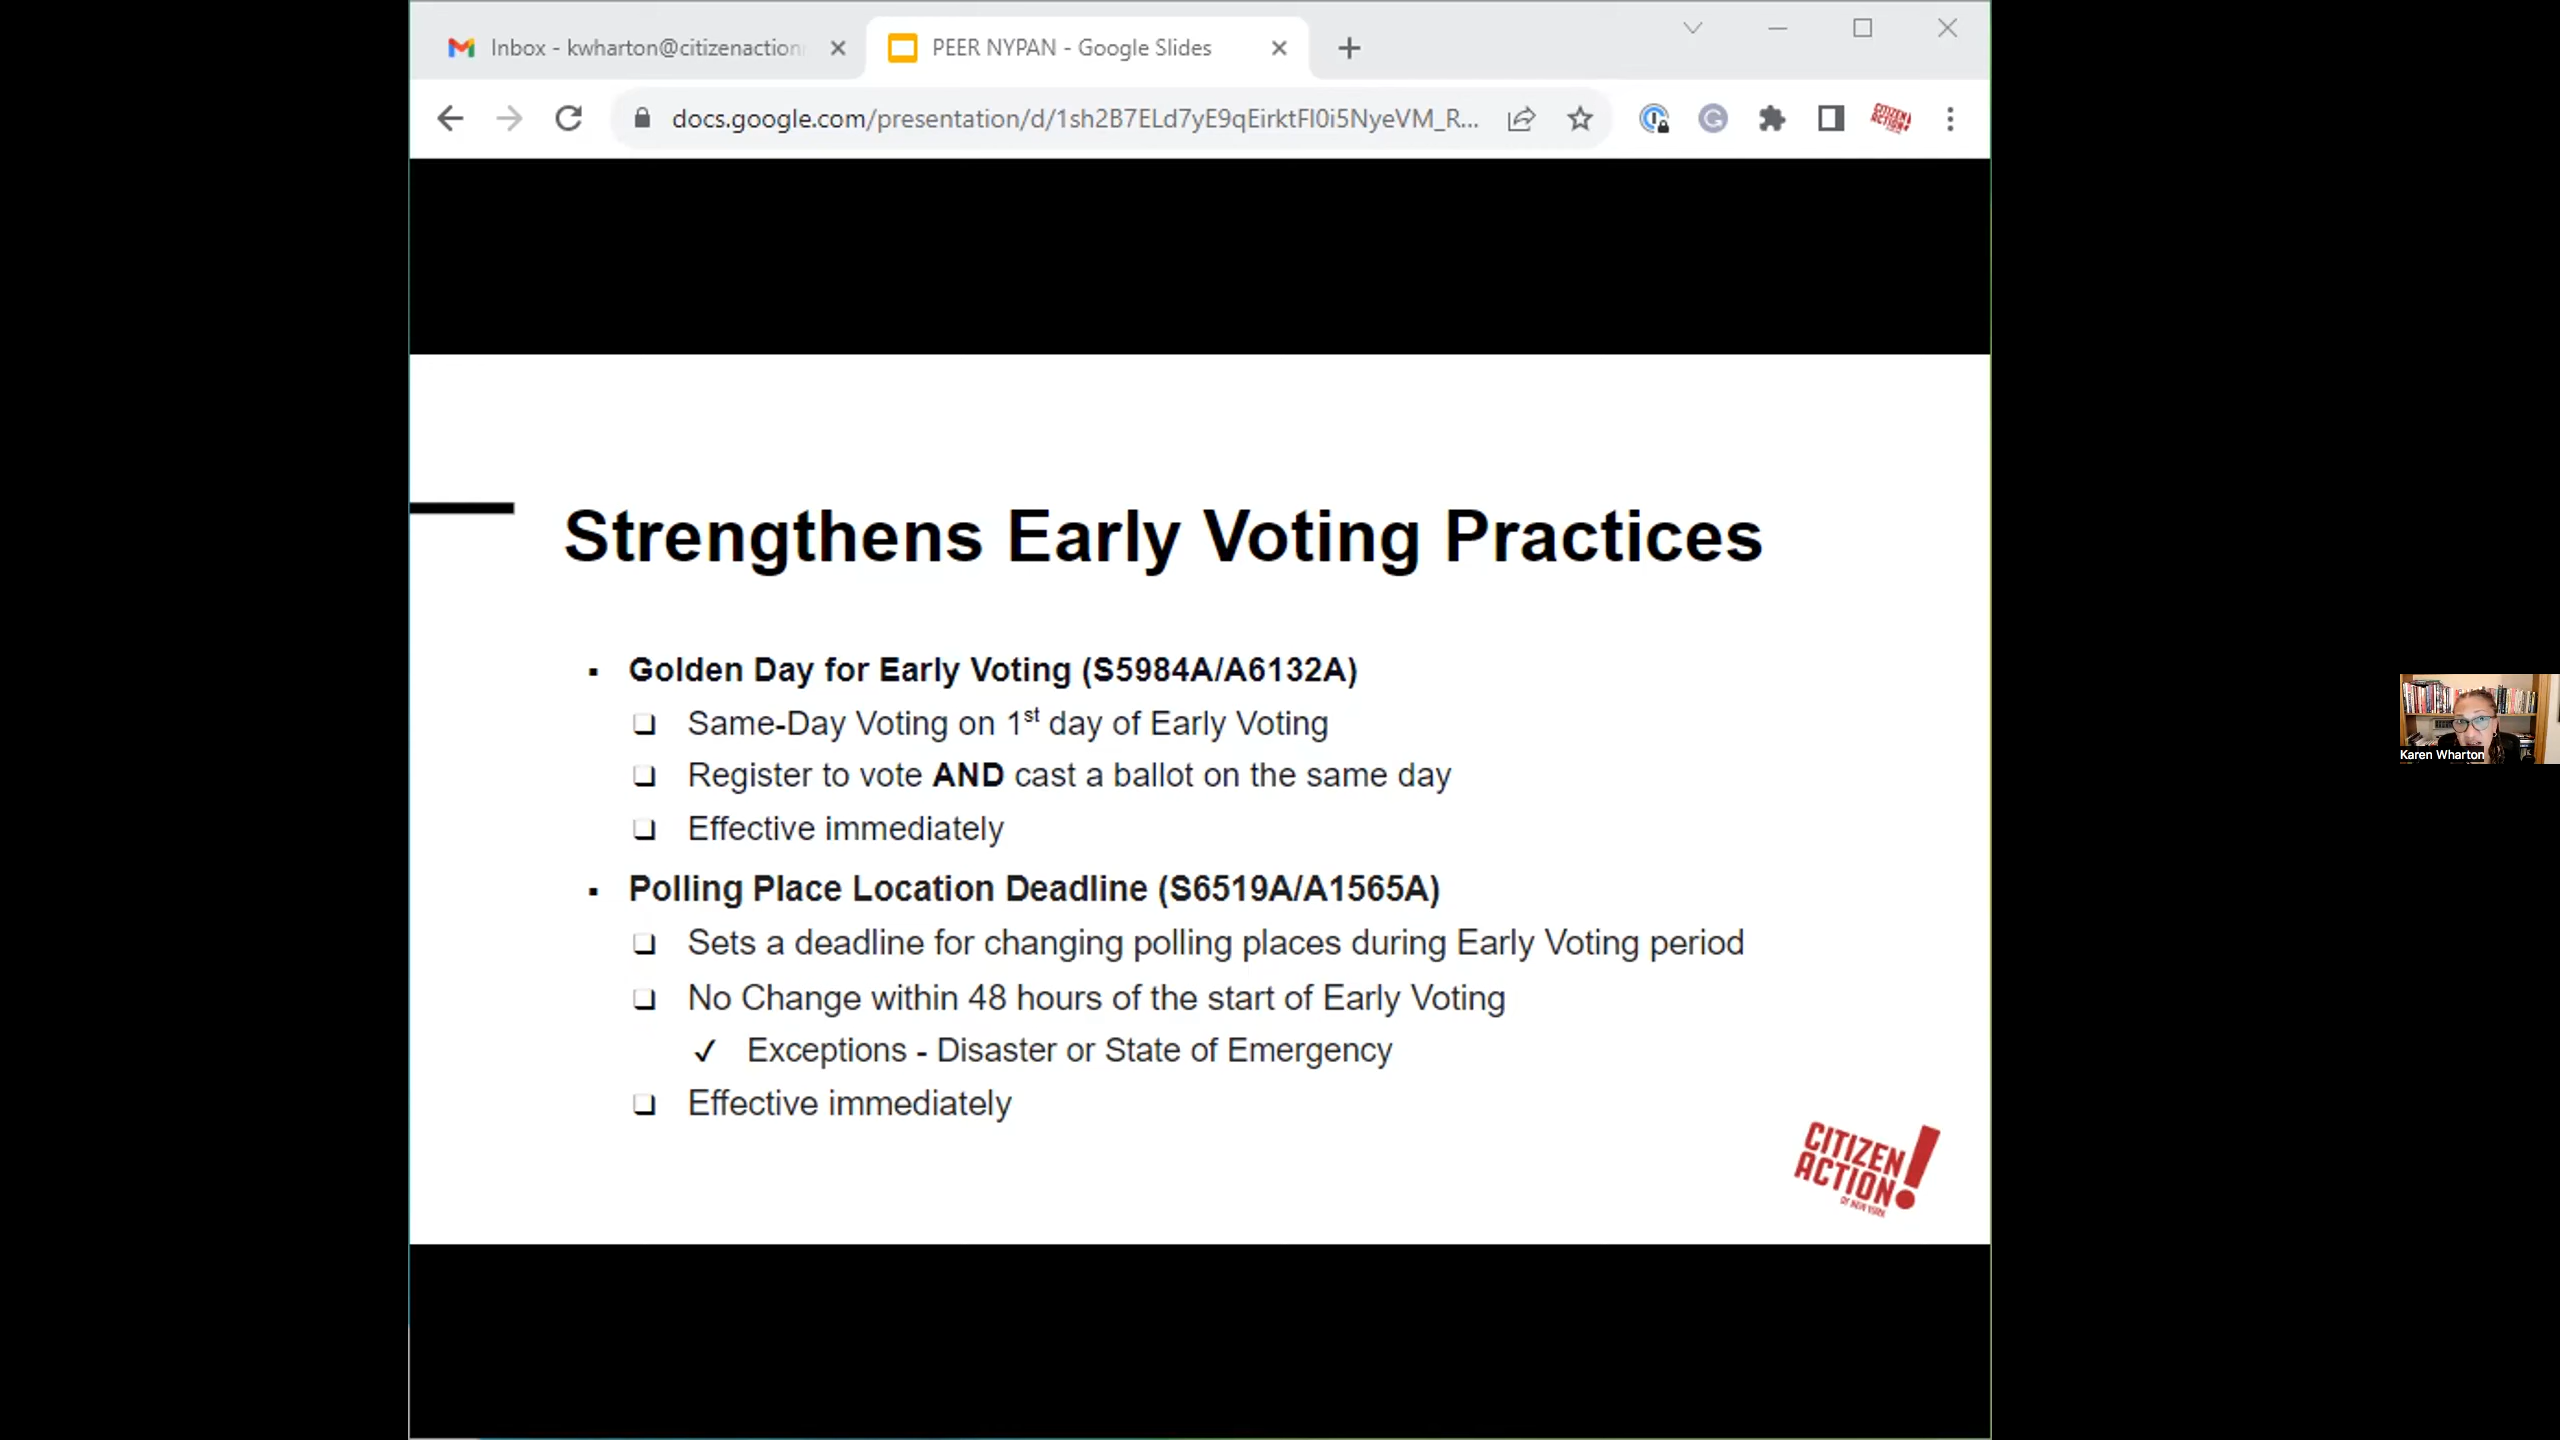 Inbox - kwharton@citizenaction
PEER NYPAN - Google Slides
docs.google.com/presentation/d/1sh2B7ELd7yE9qEirktFI0i5NyeVM_R...
Strengthens Early Voting Practices
▪ Golden Day for Early Voting (S5984A/A6132A)
❑ Same-Day Voting on 1st day of Early Voting
❑ Register to vote AND cast a ballot on the same day
❑ Effective immediately
▪ Polling Place Location Deadline (S6519A/A1565A)
❑ Sets a deadline for changing polling places during Early Voting period
❑ No Change within 48 hours of the start of Early Voting
✓ Exceptions - Disaster or State of Emergency
❑ Effective immediately
CITIZEN
ACTION!
OF NEW YORK
Karen Wharton